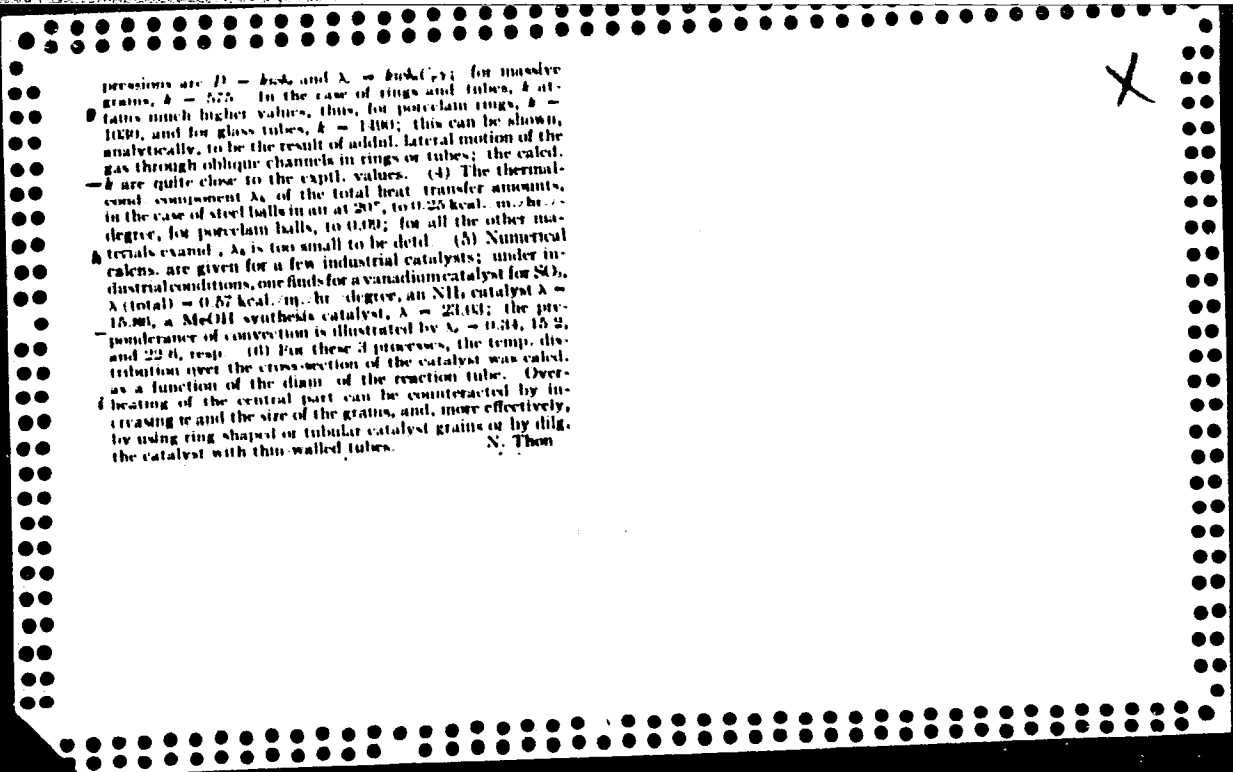 pressions are D = and λ = for massive
grains, k = 575. In the case of rings and tubes, k at-
tains much higher values, thus, for porcelain rings, k =
1030, and for glass tubes, k = 1490; this can be shown,
analytically, to be the result of addnl. lateral motion of the
gas through oblique channels in rings or tubes; the calcd.
k are quite close to the exptl. values. (4) The thermal-
cond. component λ of the total heat transfer amounts,
in the case of steel balls in air at 20°, to 0.25 kcal./m./hr./-
degree, for porcelain balls, to 0.09; for all the other ma-
terials examd., λ is too small to be detd. (5) Numerical
calcns. are given for a few industrial catalysts; under in-
dustrial conditions, one finds for a vanadium catalyst for SO₂,
λ (total) = 0.57 kcal./m./hr./degree, an NH₃ catalyst λ =
a MeOH synthesis catalyst, λ = 23.03; the pre-
ponderance of convection is illustrated by λ = 0.34, 15.2,
and 22.6, resp. (6) For these 3 processes, the temp. dis-
tribution over the cross-section of the catalyst was calcd.
as a function of the diam. of the reaction tube. Over-
heating of the central part can be counteracted by in-
creasing w and the size of the grains, and, more effectively,
by using ring shaped or tubular catalyst grains or by dilg.
the catalyst with thin-walled tubes. N. Thon
X